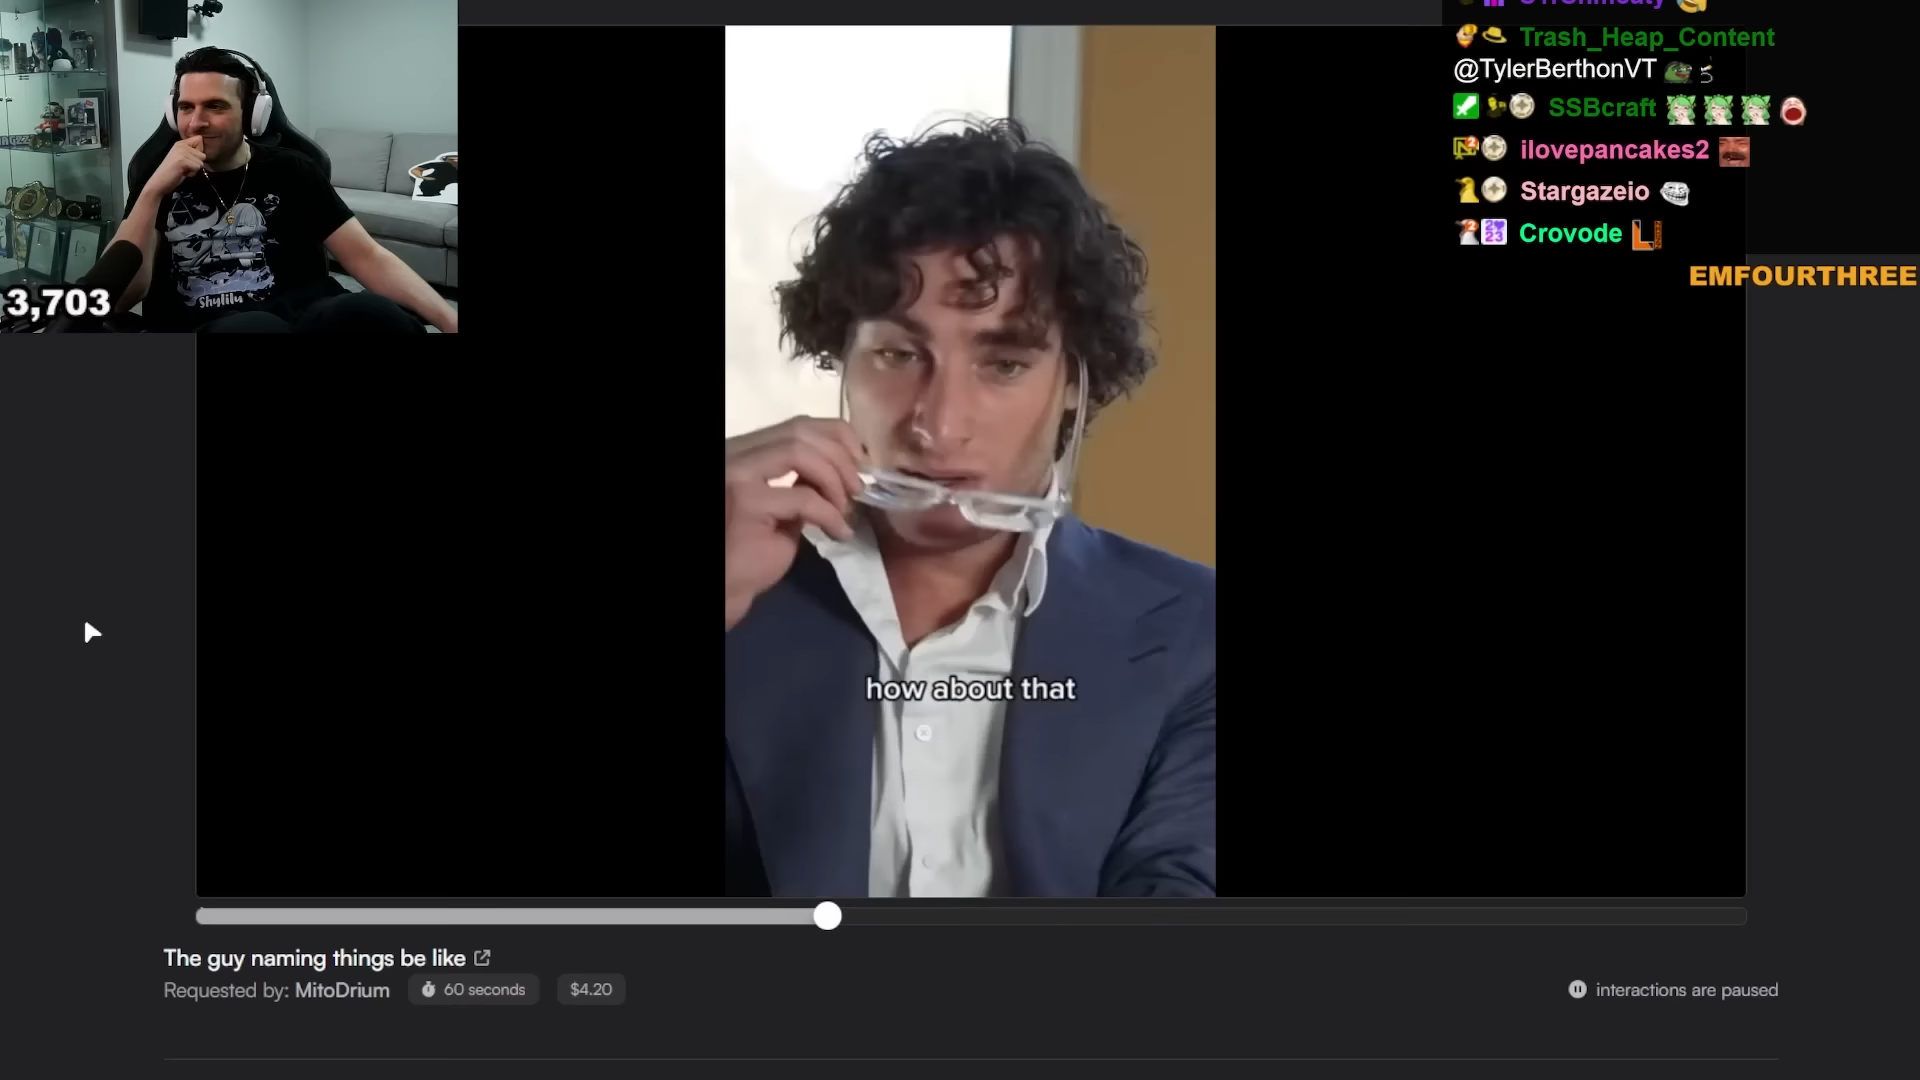 Trash_Heap_Content
@TylerBerthonVT
SSBcraft
ilovepancakes2
Stargazeio
Crovode
EMFOURTHREE
Shylily
3,703
how about that
The guy naming things be like
Requested by: MitoDrium 60 seconds $4.20
interactions are paused